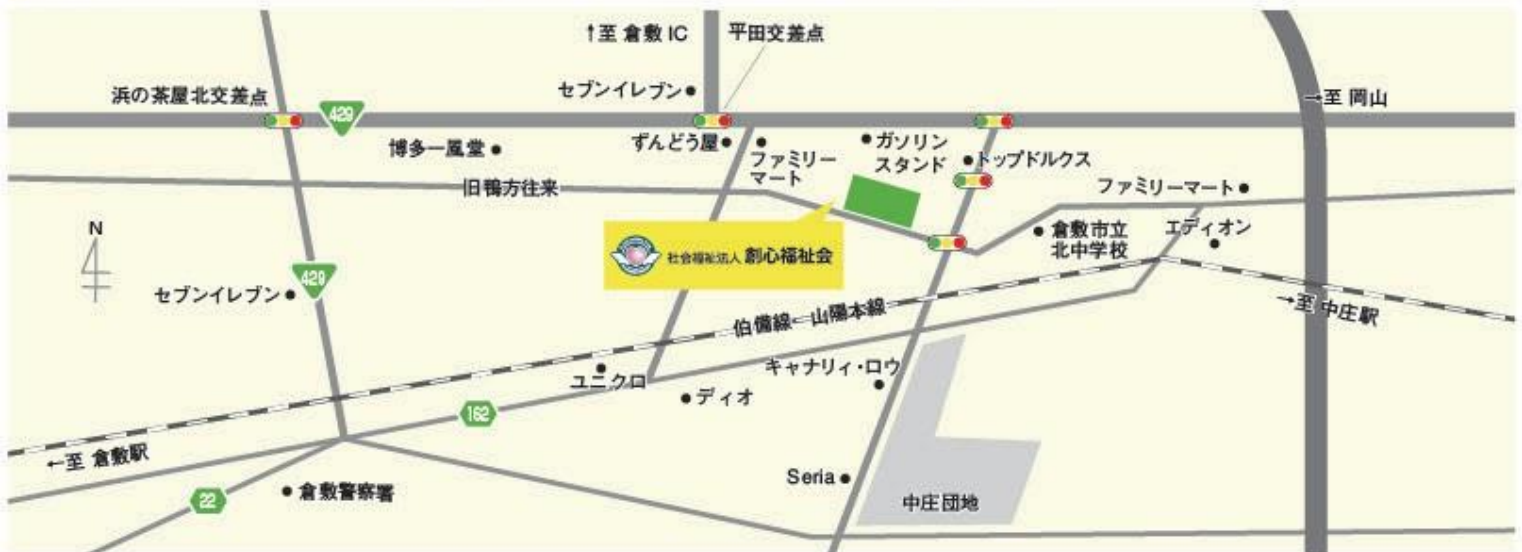 ↑至 倉敷 IC
平田交差点
セブンイレブン
浜の茶屋北交差点
429
→至 岡山
博多一風堂
ずんどう屋
ファミリー
マート
ガソリン
スタンド
トップドルクス
旧鴨方往来
ファミリーマート
N
社会福祉法人 創心福祉会
倉敷市立
北中学校
エディオン
セブンイレブン
429
伯備線 山陽本線
→至 中庄駅
ユニクロ
ディオ
キャナリィ・ロウ
162
←至 倉敷駅
22
倉敷警察署
Seria
中庄団地